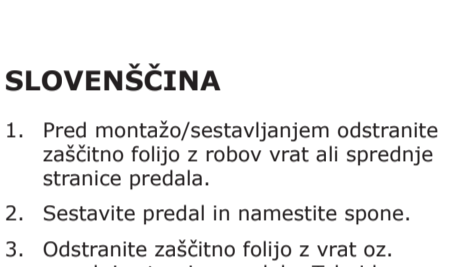 SLOVENŠČINA
1. Pred montažo/sestavljanjem odstranite
zaščitno folijo z robov vrat ali sprednje
stranice predala.
2. Sestavite predal in namestite spone.
3. Odstranite zaščitno folijo z vrat oz.